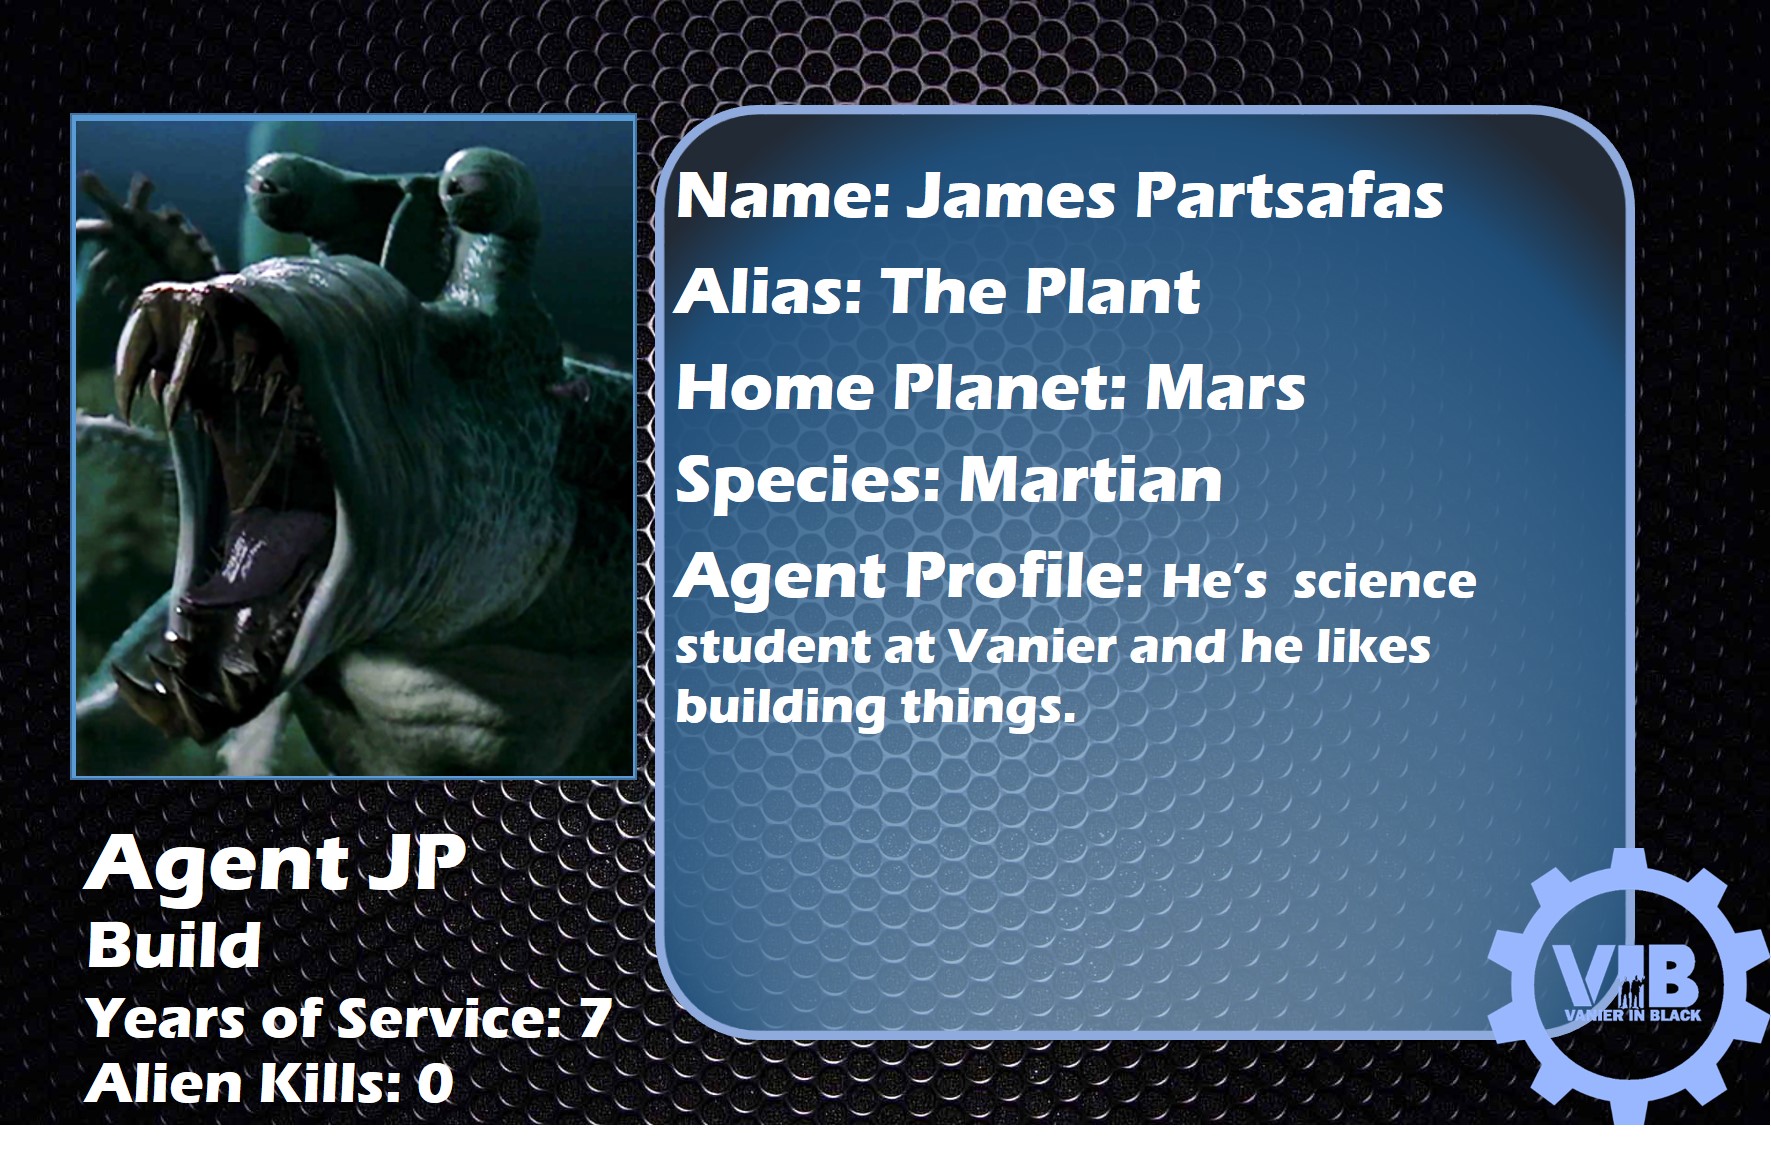 Name: James Partsafas
Alias: The Plant
Home Planet: Mars
Species: Martian
Agent Profile: He’s  science
student at Vanier and he likes
building things.
Agent JP
Build
Years of Service: 7
Alien Kills: 0
VIB
VANIER IN BLACK